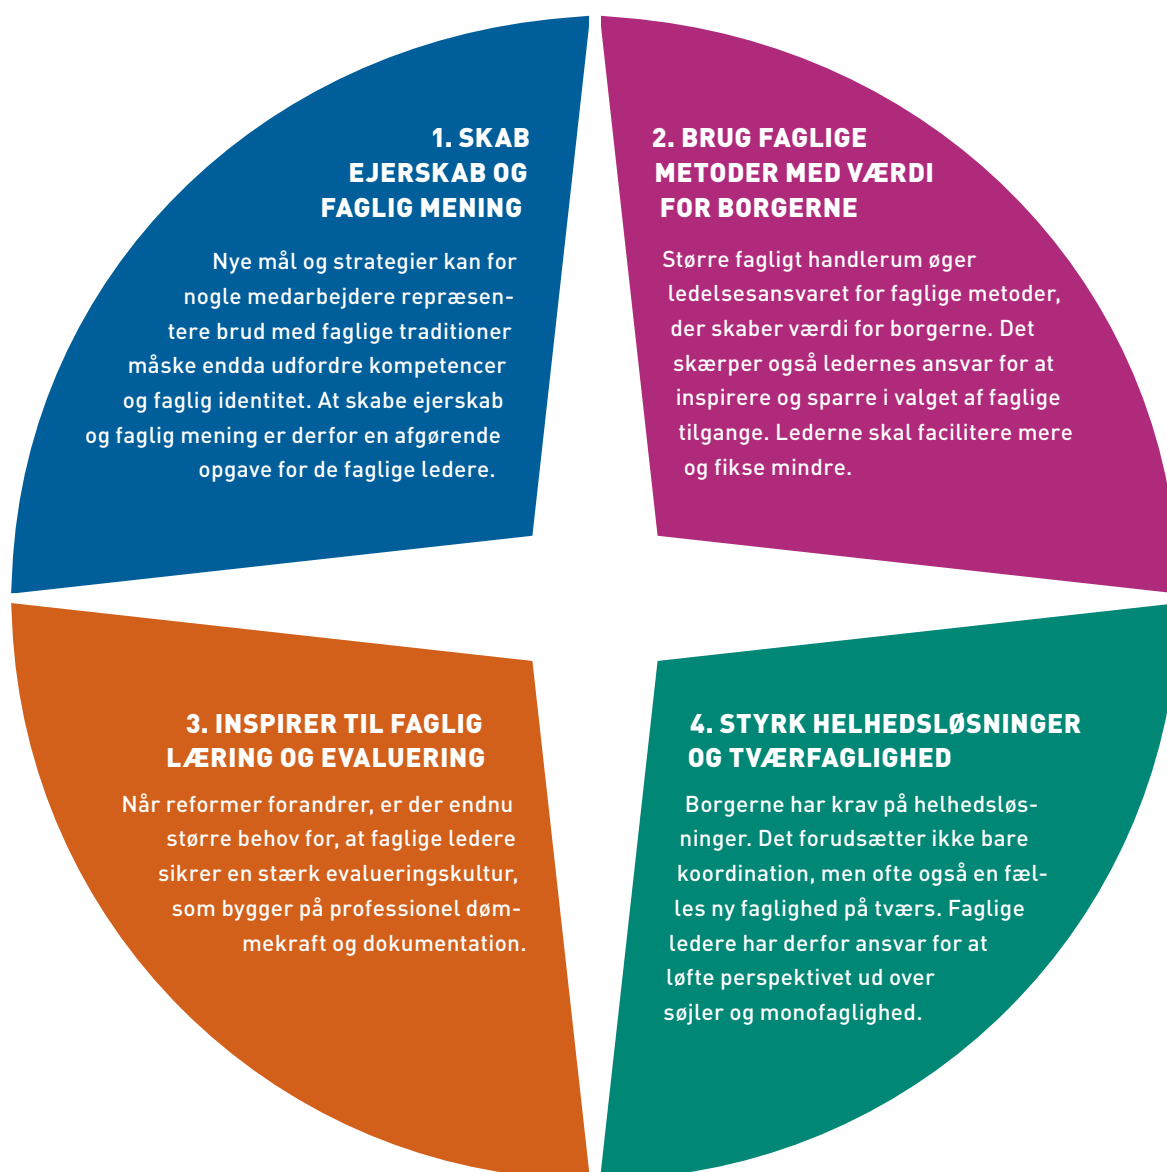 1. SKAB
EJERSKAB OG
FAGLIG MENING
Nye mål og strategier kan for
nogle medarbejdere repræsen-
tere brud med faglige traditioner
måske endda udfordre kompetencer
og faglig identitet. At skabe ejerskab
og faglig mening er derfor en afgørende
opgave for de faglige ledere.
2. BRUG FAGLIGE
METODER MED VÆRDI
FOR BORGERNE
Større fagligt handlerum øger
ledelsesansvaret for faglige metoder,
der skaber værdi for borgerne. Det
skærper også ledernes ansvar for at
inspirere og sparre i valget af faglige
tilgange. Lederne skal facilitere mere
og fikse mindre.
3. INSPIRER TIL FAGLIG
LÆRING OG EVALUERING
Når reformer forandrer, er der endnu
større behov for, at faglige ledere
sikrer en stærk evalueringskultur,
som bygger på professionel døm-
mekraft og dokumentation.
4. STYRK HELHEDSLØSNINGER
OG TVÆRFAGLIGHED
Borgerne har krav på helhedsløs-
ninger. Det forudsætter ikke bare
koordination, men ofte også en fæl-
les ny faglighed på tværs. Faglige
ledere har derfor ansvar for at
løfte perspektivet ud over
søjler og monofaglighed.